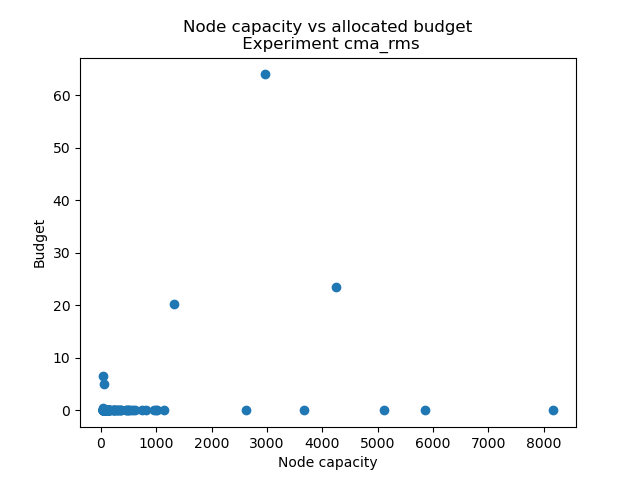 Node capacity vs allocated budget
Experiment cma_rms
60
50
40
30
20
10
0
Budget
0 1000 2000 3000 4000 5000 6000 7000 8000
Node capacity